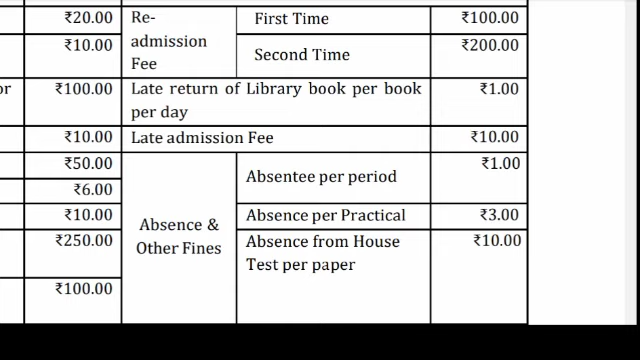 ₹20.00 Re- First Time ₹100.00
₹10.00 admission Second Time ₹200.00
Fee
or ₹100.00 Late return of Library book per book ₹1.00
per day
₹10.00 Late admission Fee ₹10.00
₹50.00 Absentee per period ₹1.00
₹6.00
₹10.00 Absence & Absence per Practical ₹3.00
₹250.00 Other Fines Absence from House ₹10.00
Test per paper
₹100.00